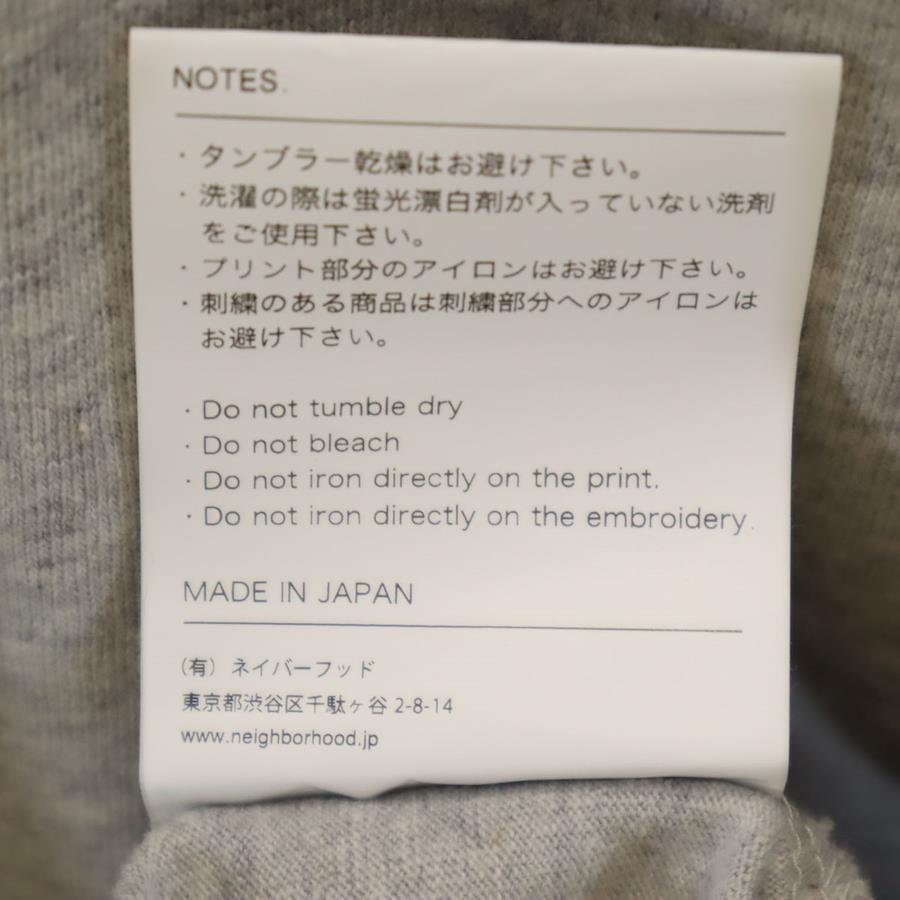 NOTES.
・タンブラー乾燥はお避け下さい。
・洗濯の際は蛍光漂白剤が入っていない洗剤
をご使用下さい。
・プリント部分のアイロンはお避け下さい。
・刺繍のある商品は刺繍部分へのアイロンは
お避け下さい。
・Do not tumble dry
・Do not bleach
・Do not iron directly on the print.
・Do not iron directly on the embroidery.
MADE IN JAPAN
(有) ネイバーフッド
東京都渋谷区千駄ヶ谷 2-8-14
www.neighborhood.jp